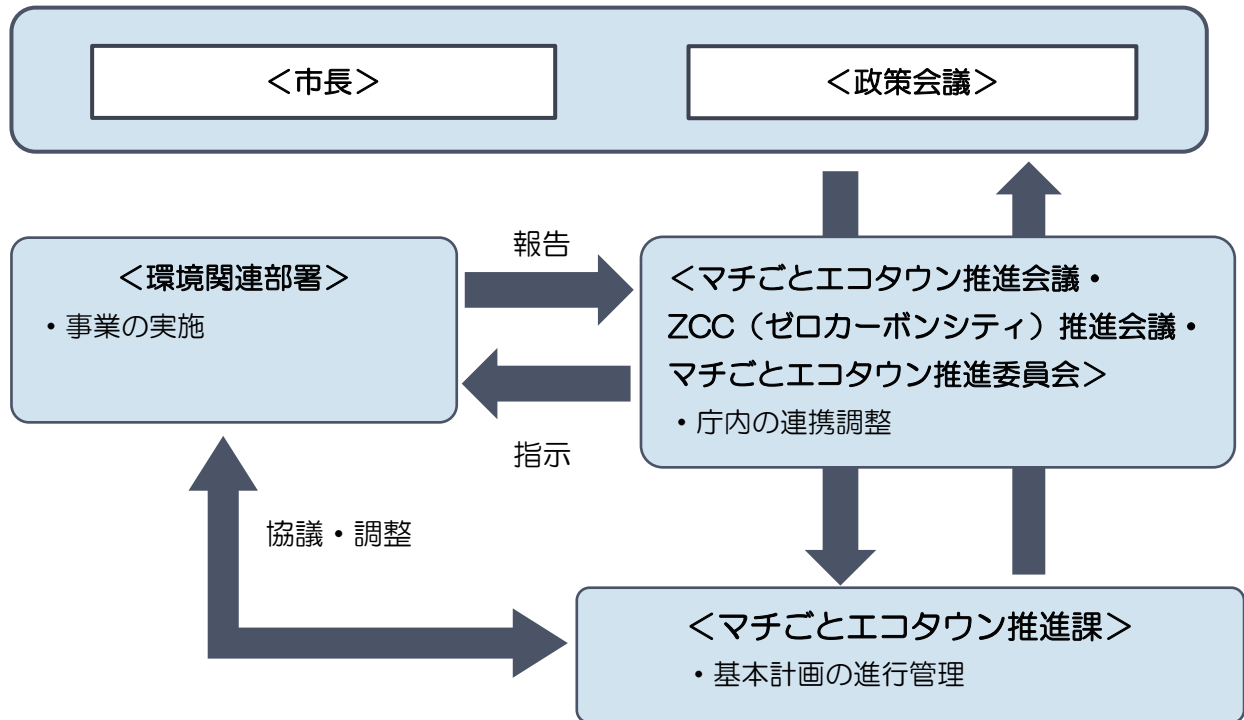 ＜市長＞
＜政策会議＞
＜環境関連部署＞
・事業の実施
報告
指示
＜マチごとエコタウン推進会議・
ZCC（ゼロカーボンシティ）推進会議・
マチごとエコタウン推進委員会＞
・庁内の連携調整
協議・調整
＜マチごとエコタウン推進課＞
・基本計画の進行管理